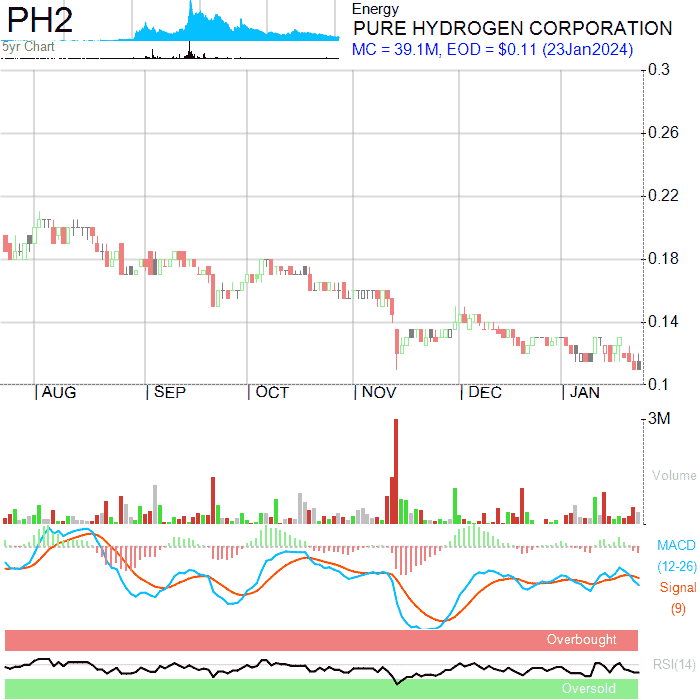 PH2
5yr Chart
Energy
PURE HYDROGEN CORPORATION
MC = 39.1M, EOD = $0.11 (23Jan2024)
0.3
0.26
0.22
0.18
0.14
0.1
AUG SEP OCT NOV DEC JAN
3M
Volume
MACD
(12-26)
Signal
(9)
Overbought
RSI(14)
Oversold